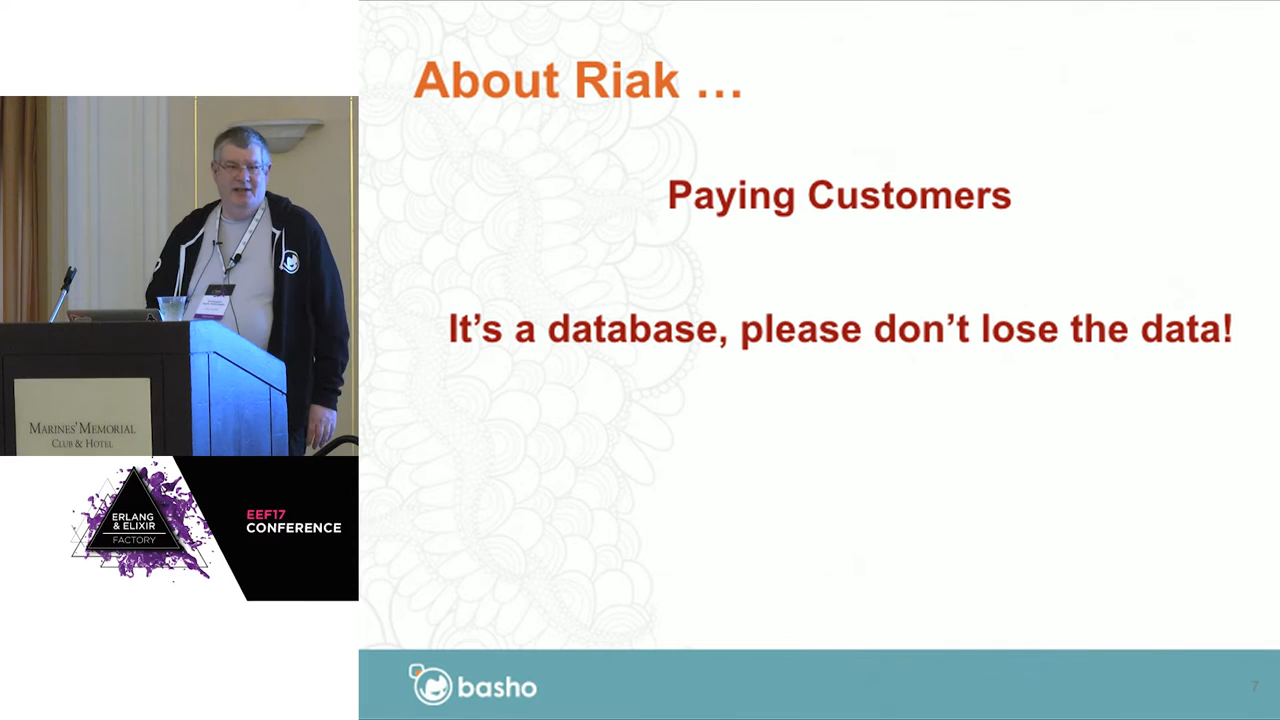 About Riak …
Paying Customers
It’s a database, please don’t lose the data!
MARINES’ MEMORIAL
CLUB & HOTEL
ERLANG
& ELIXIR
FACTORY
EEF17
CONFERENCE
basho
7